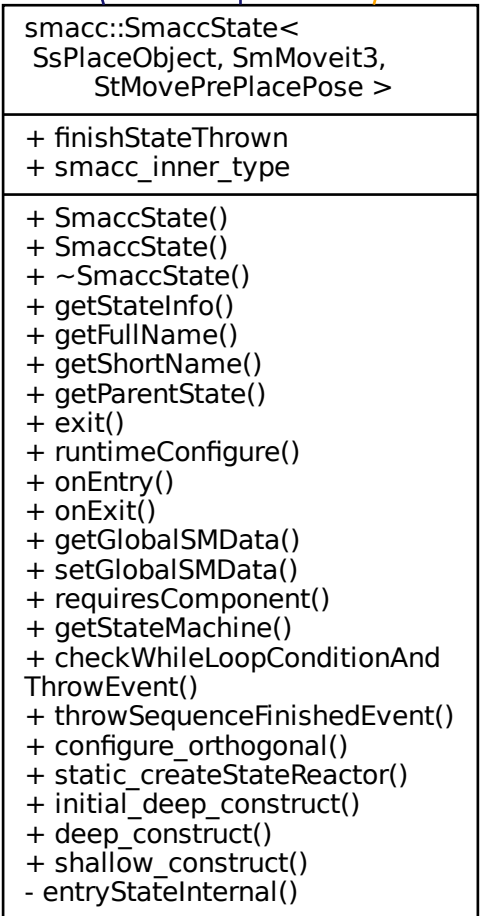 smacc::SmaccState<
SsPlaceObject, SmMoveit3,
StMovePrePlacePose >
+ finishStateThrown
+ smacc_inner_type
+ SmaccState()
+ SmaccState()
+ ~SmaccState()
+ getStateInfo()
+ getFullName()
+ getShortName()
+ getParentState()
+ exit()
+ runtimeConfigure()
+ onEntry()
+ onExit()
+ getGlobalSMData()
+ setGlobalSMData()
+ requiresComponent()
+ getStateMachine()
+ checkWhileLoopConditionAnd
ThrowEvent()
+ throwSequenceFinishedEvent()
+ configure_orthogonal()
+ static_createStateReactor()
+ initial_deep_construct()
+ deep_construct()
+ shallow_construct()
- entryStateInternal()